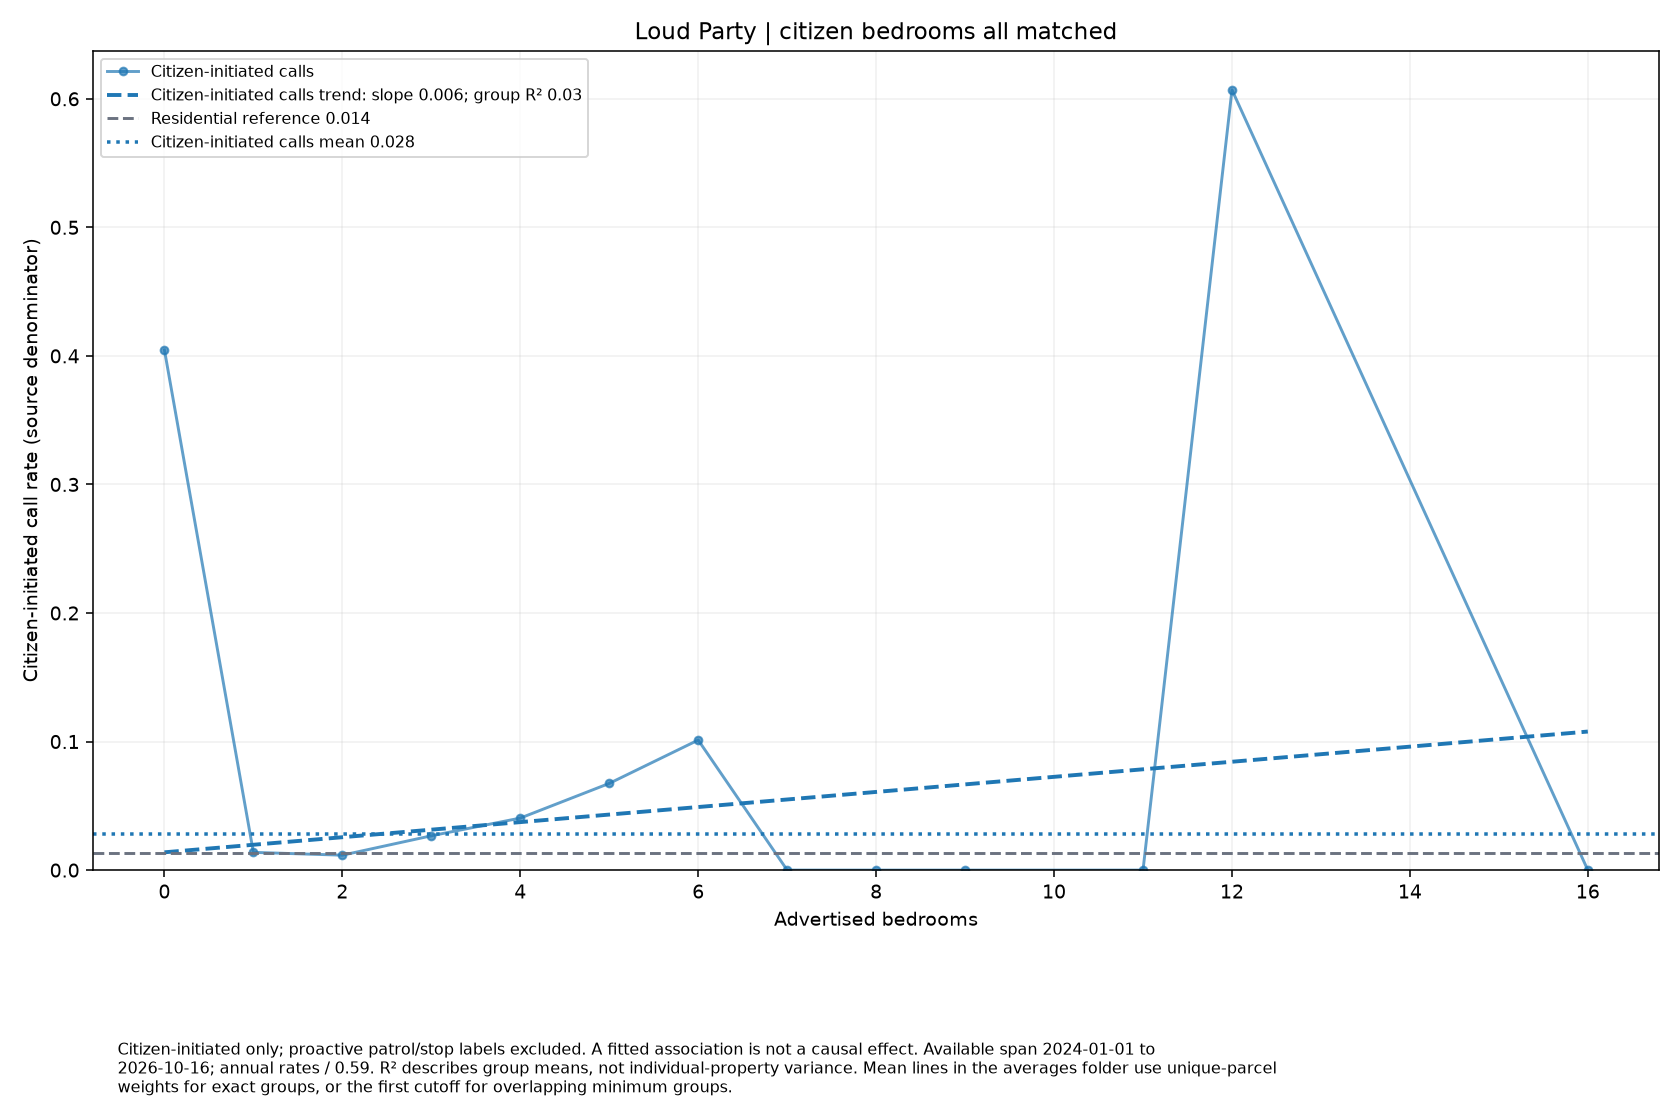 Loud Party | citizen bedrooms all matched
Citizen-initiated calls
Citizen-initiated calls trend: slope 0.006; group R² 0.03
Residential reference 0.014
Citizen-initiated calls mean 0.028
Citizen-initiated call rate (source denominator)
0.6
0.5
0.4
0.3
0.2
0.1
0.0
0 2 4 6 8 10 12 14 16
Advertised bedrooms
Citizen-initiated only; proactive patrol/stop labels excluded. A fitted association is not a causal effect. Available span 2024-01-01 to
2026-10-16; annual rates / 0.59. R² describes group means, not individual-property variance. Mean lines in the averages folder use unique-parcel
weights for exact groups, or the first cutoff for overlapping minimum groups.